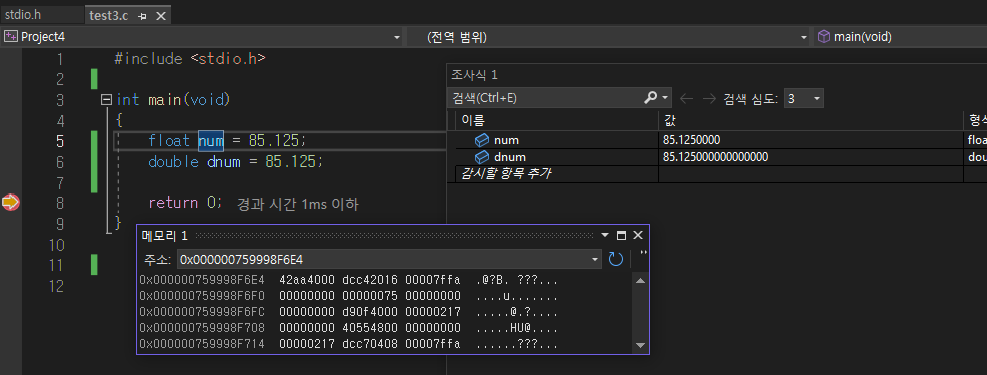 stdio.h
test3.c
Project4
(전역 범위)
main(void)
1 #include <stdio.h>
2
3 int main(void)
4 {
5 float num = 85.125;
6 double dnum = 85.125;
7
8 return 0; 경과 시간 1ms 이하
9 }
10
11
12
조사식 1
검색(Ctrl+E)
검색 심도: 3
이름 값 형식
num 85.1250000 floa
dnum 85.125000000000000 dou
감시할 항목 추가
메모리 1
주소: 0x000000759998F6E4
0x000000759998F6E4 42aa4000 dcc42016 00007ffa .@?B. ???...
0x000000759998F6F0 00000000 00000075 00000000 ....u.......
0x000000759998F6FC 00000000 d90f4000 00000217 .....@.?....
0x000000759998F708 00000000 40554800 00000000 .....HU@....
0x000000759998F714 00000217 dcc70408 00007ffa ......???...